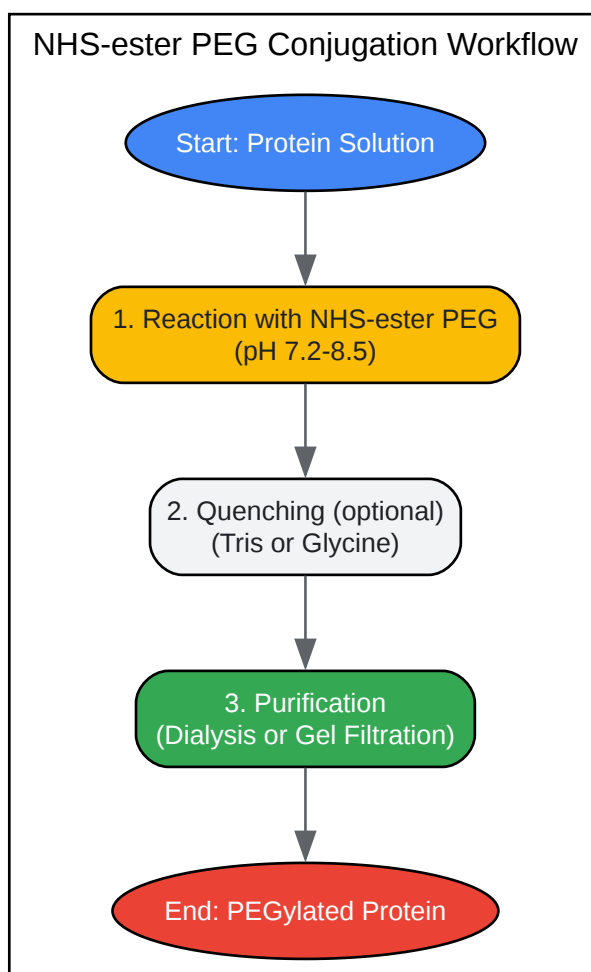 NHS-ester PEG Conjugation Workflow
Start: Protein Solution
1. Reaction with NHS-ester PEG
(pH 7.2-8.5)
2. Quenching (optional)
(Tris or Glycine)
3. Purification
(Dialysis or Gel Filtration)
End: PEGylated Protein